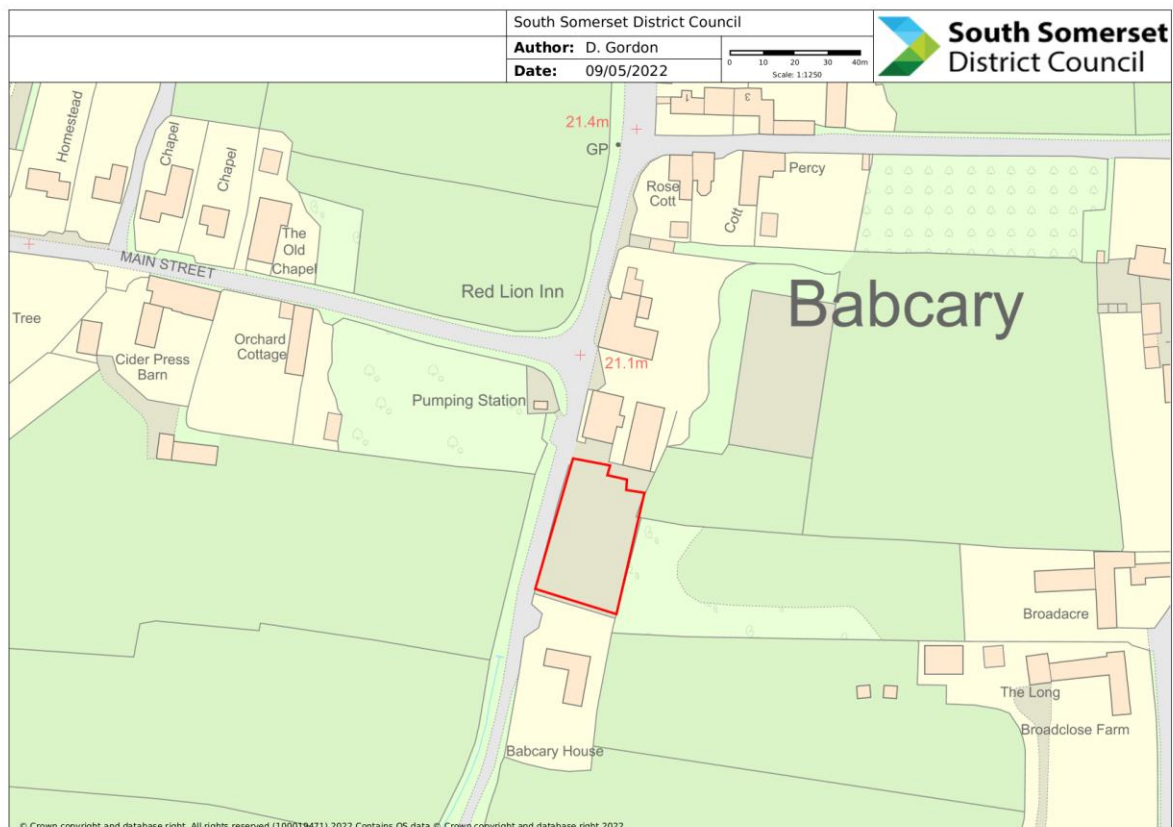 South Somerset District Council
Author: D. Gordon
Date: 09/05/2022
0 10 20 30 40m
Scale: 1:1250
South Somerset
District Council
Homestead
Chapel
Chapel
The
Old
Chapel
MAIN STREET
Tree
Cider Press
Barn
Orchard
Cottage
Red Lion Inn
Pumping Station
21.4m
GP
1
3
Rose
Cott
Cott
Percy
Babcary
21.1m
Babcary House
Broadacre
The Long
Broadclose Farm
© Crown copyright and database right. All rights reserved (100019471) 2022 Contains OS data © Crown copyright and database right 2022